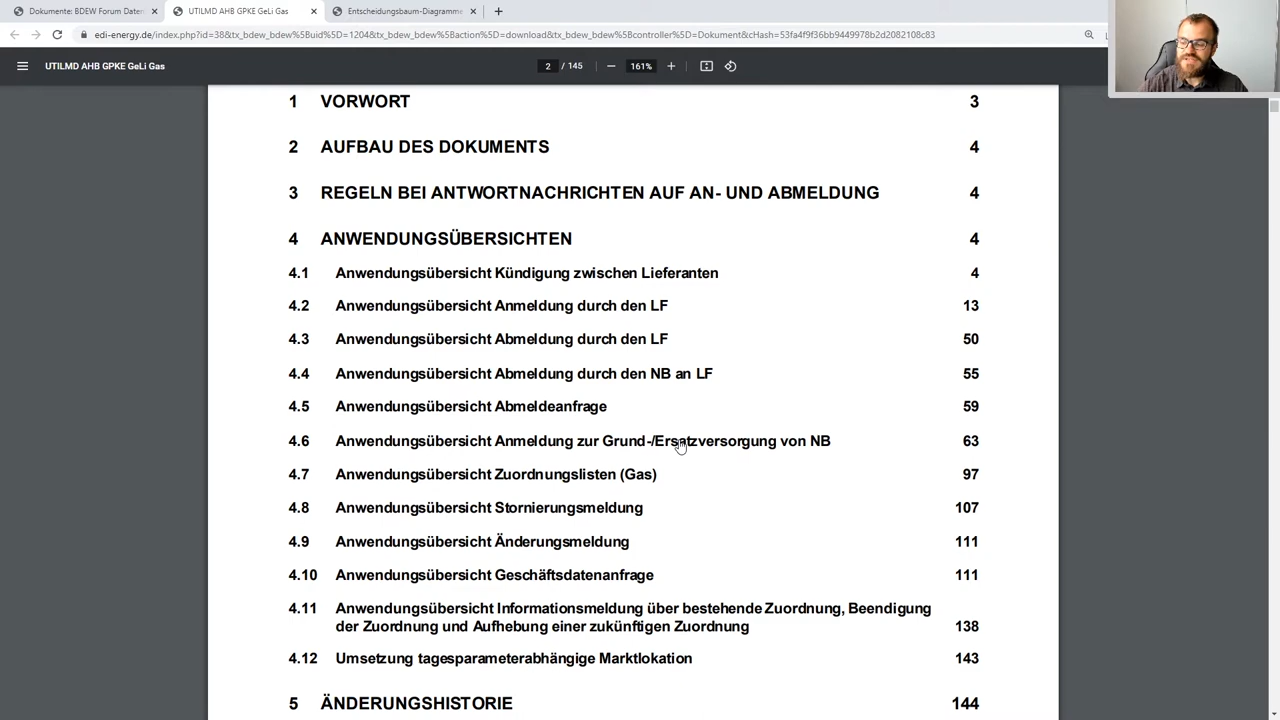 Dokumente: BDEW Forum Daten
UTILMD AHB GPKE GeLi Gas
Entscheidungsbaum-Diagramme
edi-energy.de/index.php?id=38&tx_bdew_bdew%5Buid%5D=1204&tx_bdew_bdew%5Baction%5D=download&tx_bdew_bdew%5Bcontroller%5D=Dokument&cHash=53fa4f9f36bb9449978b2d2082108c83
UTILMD AHB GPKE GeLi Gas
2 / 145
161%
1 VORWORT 3
2 AUFBAU DES DOKUMENTS 4
3 REGELN BEI ANTWORTNACHRICHTEN AUF AN- UND ABMELDUNG 4
4 ANWENDUNGSÜBERSICHTEN 4
4.1 Anwendungsübersicht Kündigung zwischen Lieferanten 4
4.2 Anwendungsübersicht Anmeldung durch den LF 13
4.3 Anwendungsübersicht Abmeldung durch den LF 50
4.4 Anwendungsübersicht Abmeldung durch den NB an LF 55
4.5 Anwendungsübersicht Abmeldeanfrage 59
4.6 Anwendungsübersicht Anmeldung zur Grund-/Ersatzversorgung von NB 63
4.7 Anwendungsübersicht Zuordnungslisten (Gas) 97
4.8 Anwendungsübersicht Stornierungsmeldung 107
4.9 Anwendungsübersicht Änderungsmeldung 111
4.10 Anwendungsübersicht Geschäftsdatenanfrage 111
4.11 Anwendungsübersicht Informationsmeldung über bestehende Zuordnung, Beendigung
der Zuordnung und Aufhebung einer zukünftigen Zuordnung 138
4.12 Umsetzung tagesparameterabhängige Marktlokation 143
5 ÄNDERUNGSHISTORIE 144